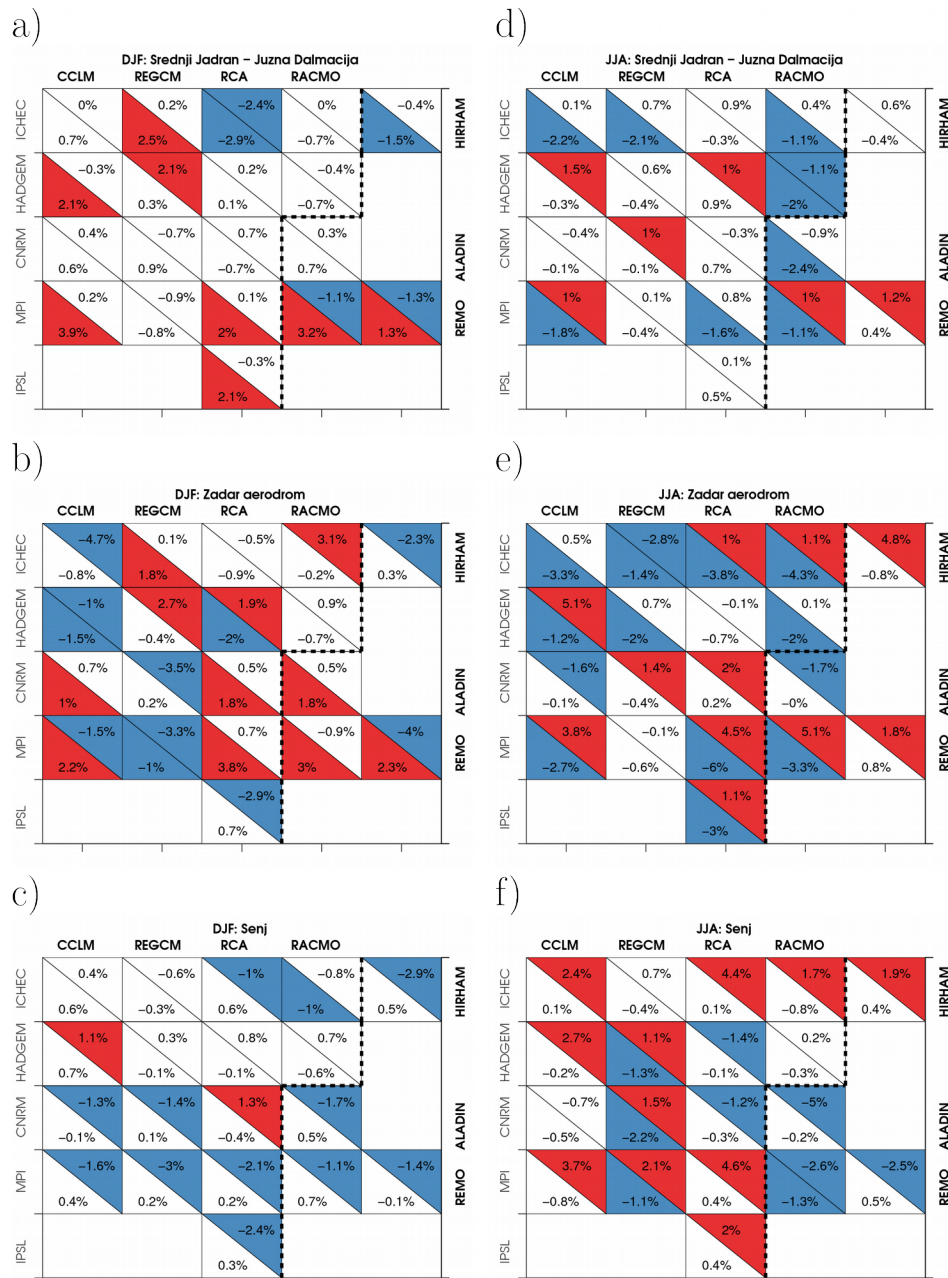 a)
DJF: Srednji Jadran – Juzna Dalmacija
CCLM REGCM RCA RACMO
ICHEC 0% 0.2% −2.4% 0% −0.4% HIRHAM
0.7% 2.5% −2.9% −0.7% −1.5%
HADGEM −0.3% 2.1% 0.2% −0.4%
2.1% 0.3% 0.1% −0.7%
CNRM 0.4% −0.7% 0.7% 0.3% ALADIN
0.6% 0.9% −0.7% 0.7%
MPI 0.2% −0.9% 0.1% −1.1% −1.3% REMO
3.9% −0.8% 2% 3.2% 1.3%
IPSL −0.3%
2.1%
d)
JJA: Srednji Jadran – Juzna Dalmacija
CCLM REGCM RCA RACMO
ICHEC 0.1% 0.7% 0.9% 0.4% 0.6% HIRHAM
−2.2% −2.1% −0.3% −1.1% −0.4%
HADGEM 1.5% 0.6% 1% −1.1%
−0.3% −0.4% 0.9% −2%
CNRM −0.4% 1% −0.3% −0.9% ALADIN
−0.1% −0.1% 0.7% −2.4%
MPI 1% 0.1% 0.8% 1% 1.2% REMO
−1.8% −0.4% −1.6% −1.1% 0.4%
IPSL 0.1%
0.5%
b)
DJF: Zadar aerodrom
CCLM REGCM RCA RACMO
ICHEC −4.7% 0.1% −0.5% 3.1% −2.3% HIRHAM
−0.8% 1.8% −0.9% −0.2% 0.3%
HADGEM −1% 2.7% 1.9% 0.9%
−1.5% −0.4% −2% −0.7%
CNRM 0.7% −3.5% 0.5% 0.5% ALADIN
1% 0.2% 1.8% 1.8%
MPI −1.5% −3.3% 0.7% −0.9% −4% REMO
2.2% −1% 3.8% 3% 2.3%
IPSL −2.9%
0.7%
e)
JJA: Zadar aerodrom
CCLM REGCM RCA RACMO
ICHEC 0.5% −2.8% 1% 1.1% 4.8% HIRHAM
−3.3% −1.4% −3.8% −4.3% −0.8%
HADGEM 5.1% 0.7% −0.1% 0.1%
−1.2% −2% −0.7% −2%
CNRM −1.6% 1.4% 2% −1.7% ALADIN
−0.1% −0.4% 0.2% −0%
MPI 3.8% −0.1% 4.5% 5.1% 1.8% REMO
−2.7% −0.6% −6% −3.3% 0.8%
IPSL 1.1%
−3%
c)
DJF: Senj
CCLM REGCM RCA RACMO
ICHEC 0.4% −0.6% −1% −0.8% −2.9% HIRHAM
0.6% −0.3% 0.6% −1% 0.5%
HADGEM 1.1% 0.3% 0.8% 0.7%
0.7% −0.1% −0.1% −0.6%
CNRM −1.3% −1.4% 1.3% −1.7% ALADIN
−0.1% 0.1% −0.4% 0.5%
MPI −1.6% −3% −2.1% −1.1% −1.4% REMO
0.4% 0.2% 0.2% 0.7% −0.1%
IPSL −2.4%
0.3%
f)
JJA: Senj
CCLM REGCM RCA RACMO
ICHEC 2.4% 0.7% 4.4% 1.7% 1.9% HIRHAM
0.1% −0.4% 0.1% −0.8% 0.4%
HADGEM 2.7% 1.1% −1.4% 0.2%
−0.2% −1.3% −0.1% −0.3%
CNRM −0.7% 1.5% −1.2% −5% ALADIN
−0.5% −2.2% −0.3% −0.2%
MPI 3.7% 2.1% 4.6% −2.6% −2.5% REMO
−0.8% −1.1% 0.4% −1.3% 0.5%
IPSL 2%
0.4%